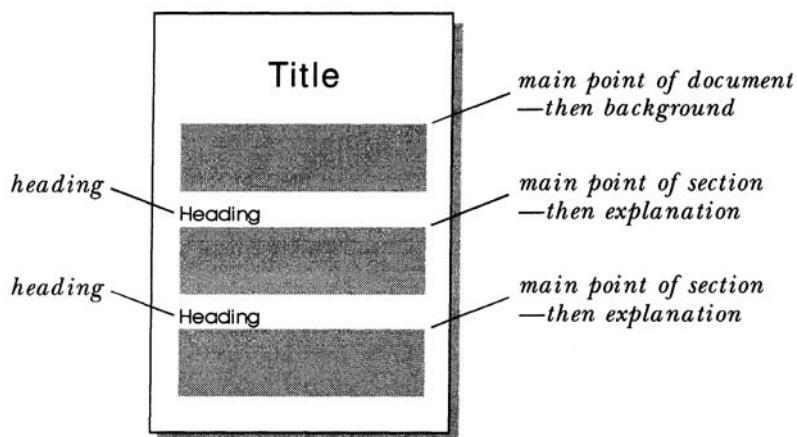 Title
main point of document
—then background
heading
Heading
main point of section
—then explanation
heading
Heading
main point of section
—then explanation